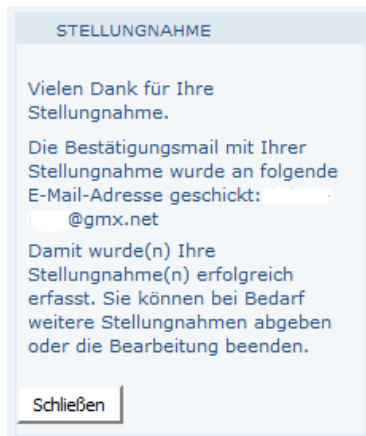 STELLUNGNAHME
Vielen Dank für Ihre
Stellungnahme.
Die Bestätigungsmail mit Ihrer
Stellungnahme wurde an folgende
E-Mail-Adresse geschickt:
@gmx.net
Damit wurde(n) Ihre
Stellungnahme(n) erfolgreich
erfasst. Sie können bei Bedarf
weitere Stellungnahmen abgeben
oder die Bearbeitung beenden.
Schließen